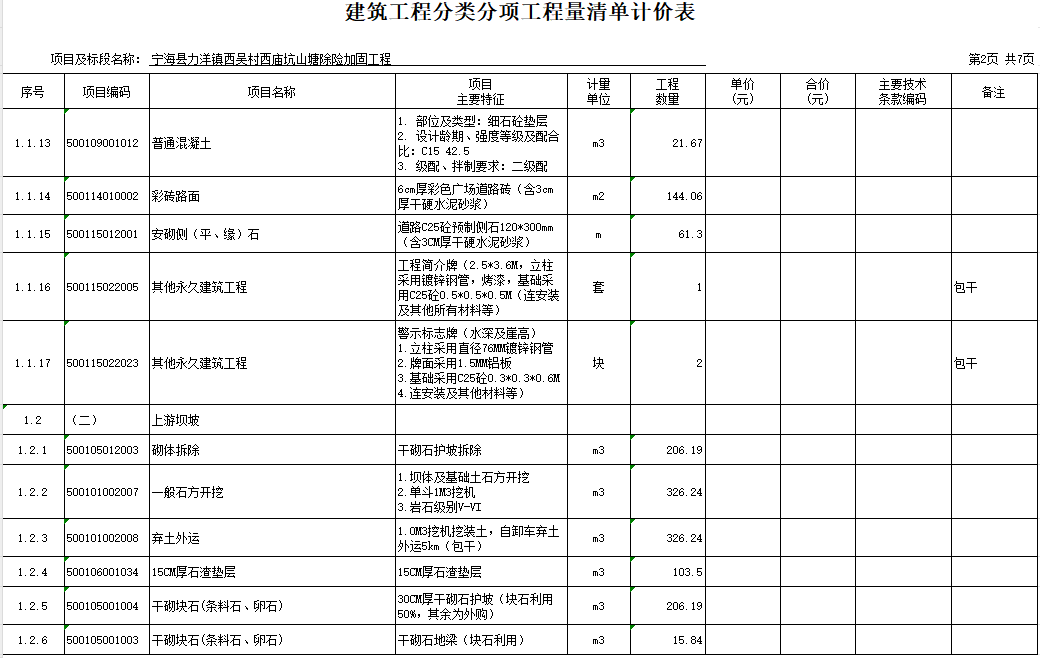 建筑工程分类分项工程量清单计价表
项目及标段名称: 宁海县力洋镇西吴村西庙坑山塘除险加固工程 第2页 共7页
序号 项目编码 项目名称 项目 主要特征 计量 单位 工程 数量 单价 (元) 合价 (元) 主要技术 条款编码 备注
1.1.13 500109001012 普通混凝土
1. 部位及类型: 细石砼垫层
2. 设计龄期、强度等级及配合
比: C15 42.5
3. 级配、拌制要求: 二级配
m3 21.67
1.1.14 500114010002 彩砖路面
6cm厚彩色广场道路砖（含3cm
厚干硬水泥砂浆）
m2 144.06
1.1.15 500115012001 安砌侧（平、缘）石
道路C25砼预制侧石120*300mm
（含3CM厚干硬水泥砂浆）
m 61.3
1.1.16 500115022005 其他永久建筑工程
工程简介牌（2.5*3.6M, 立柱
采用镀锌钢管, 烤漆, 基础采
用C25砼0.5*0.5*0.5M（连安装
及其他所有材料等）
套 1 包干
1.1.17 500115022023 其他永久建筑工程
警示标志牌（水深及崖高）
1.立柱采用直径76MM镀锌钢管
2.牌面采用1.5MM铝板
3.基础采用C25砼0.3*0.3*0.6M
4.连安装及其他材料等）
块 2 包干
1.2 （二） 上游坝坡
1.2.1 500105012003 砌体拆除 干砌石护坡拆除 m3 206.19
1.2.2 500101002007 一般石方开挖
1.坝体及基础土石方开挖
2.单斗1M3挖机
3.岩石级别V-VI
m3 326.24
1.2.3 500101002008 弃土外运
1.0M3挖机挖装土, 自卸车弃土
外运5km（包干）
m3 326.24
1.2.4 500106001034 15CM厚石渣垫层 15CM厚石渣垫层 m3 103.5
1.2.5 500105001004 干砌块石(条料石、卵石)
30CM厚干砌石护坡（块石利用
50%, 其余为外购）
m3 206.19
1.2.6 500105001003 干砌块石(条料石、卵石) 干砌石地梁（块石利用） m3 15.84